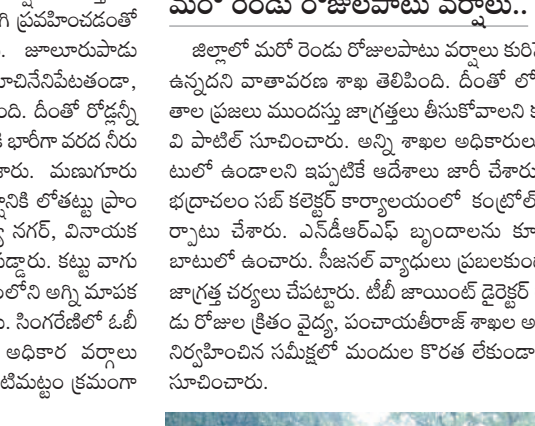 గి ప్రవహించడంతో
. జూలూరుపాడు
మాచినేనిపేటతండా,
ంది. దీంతో రోడ్లన్నీ
కి భారీగా వరద నీరు
శారు. మణుగూరు
ానికి లోతట్టు ప్రాం
నగర్, వినాయక
పడ్డారు. కట్టు వాగు
ంలోని అగ్ని మాపక
ు. సింగరేణిలో ఓబీ
అధికార వర్గాలు
టిమట్టం క్రమంగా
మరో రెండు రోజులపాటు వర్షాలు..
జిల్లాలో మరో రెండు రోజులపాటు వర్షాలు కురిసే
ఉన్నదని వాతావరణ శాఖ తెలిపింది. దీంతో లో
తాల ప్రజలు ముందస్తు జాగ్రత్తలు తీసుకోవాలని క
వి పాటిల్ సూచించారు. అన్ని శాఖల అధికారులు
టులో ఉండాలని ఇప్పటికే ఆదేశాలు జారీ చేశారు
భద్రాచలం సబ్ కలెక్టర్ కార్యాలయంలో కంట్రోల్
ర్పాటు చేశారు. ఎన్‌డీఆర్‌ఎఫ్ బృందాలను కూ
బాటులో ఉంచారు. సీజనల్ వ్యాధులు ప్రబలకుం
జాగ్రత్త చర్యలు చేపట్టారు. టీబీ జాయింట్ డైరెక్టర్
డు రోజుల క్రితం వైద్య, పంచాయతీరాజ్ శాఖల అ
నిర్వహించిన సమీక్షలో మందుల కొరత లేకుండా
సూచించారు.